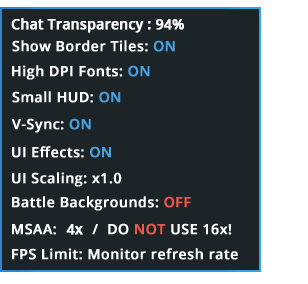 Chat Transparency : 94%
Show Border Tiles: ON
High DPI Fonts: ON
Small HUD: ON
V-Sync: ON
UI Effects: ON
UI Scaling: x1.0
Battle Backgrounds: OFF
MSAA: 4x / DO NOT USE 16x!
FPS Limit: Monitor refresh rate